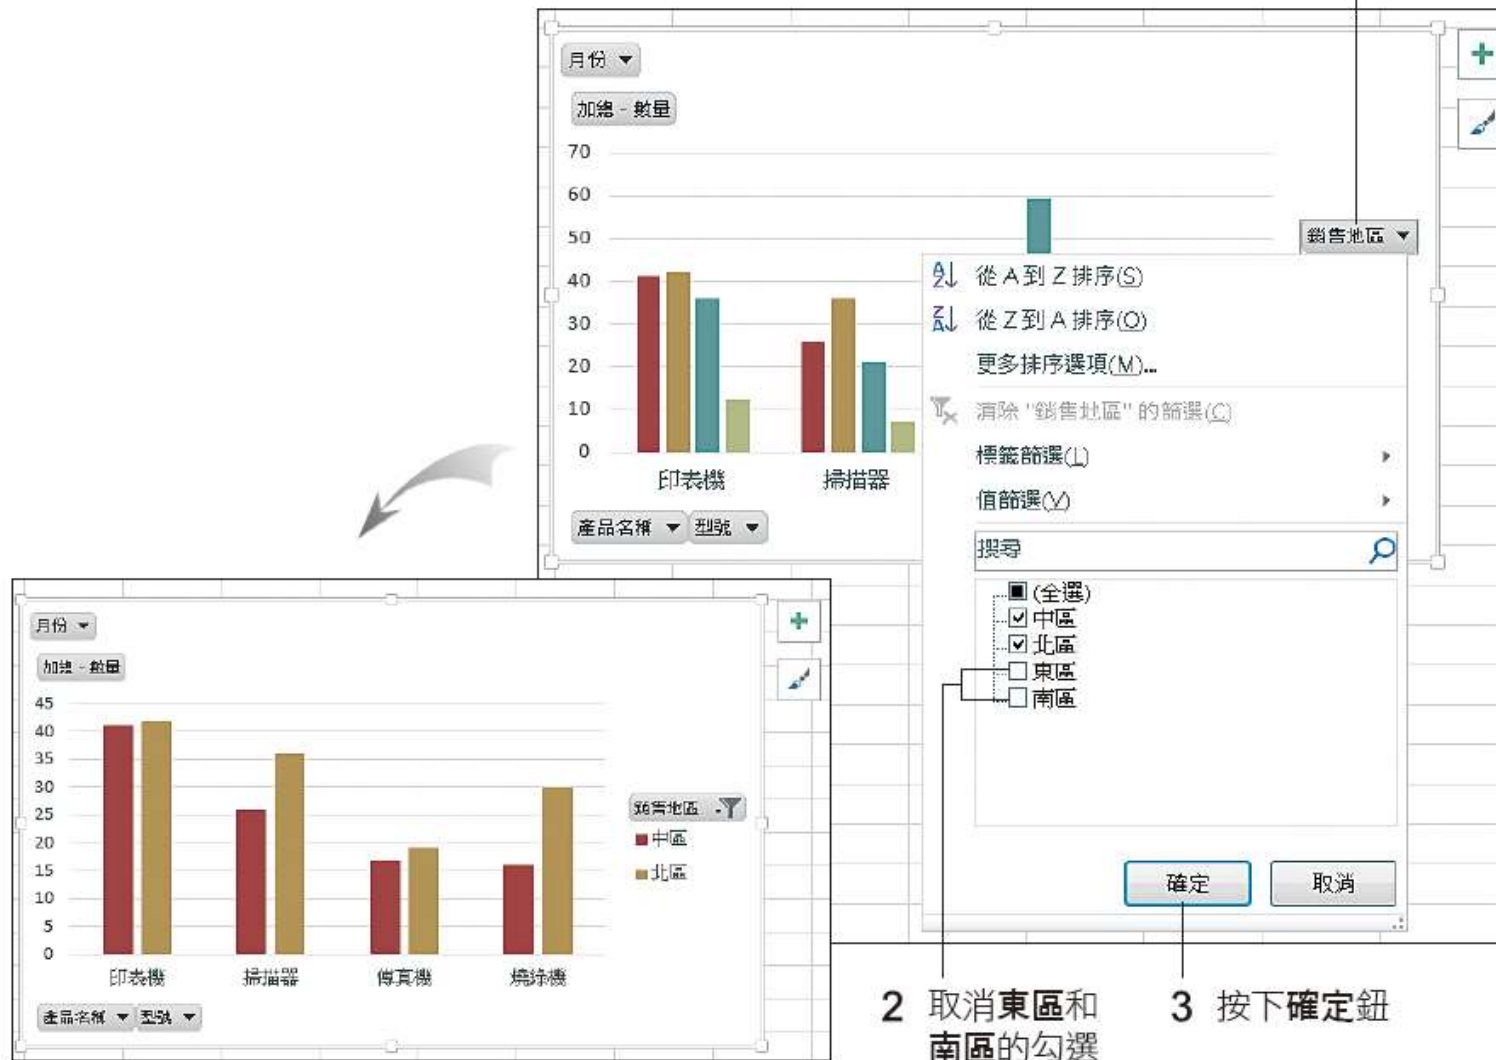 月份
加總 - 數量
70
60
50
40
30
20
10
0
印表機
掃描器
產品名稱 型號
銷售地區
從 A 到 Z 排序(S)
從 Z 到 A 排序(O)
更多排序選項(M)...
清除 "銷售地區" 的篩選(C)
標籤篩選(L)
值篩選(V)
搜尋
(全選)
中區
北區
東區
南區
確定 取消
2 取消東區和
南區的勾選
3 按下確定鈕
月份
加總 - 數量
45
40
35
30
25
20
15
10
5
0
印表機 掃描器 傳真機 燒錄機
產品名稱 型號
銷售地區
中區
北區